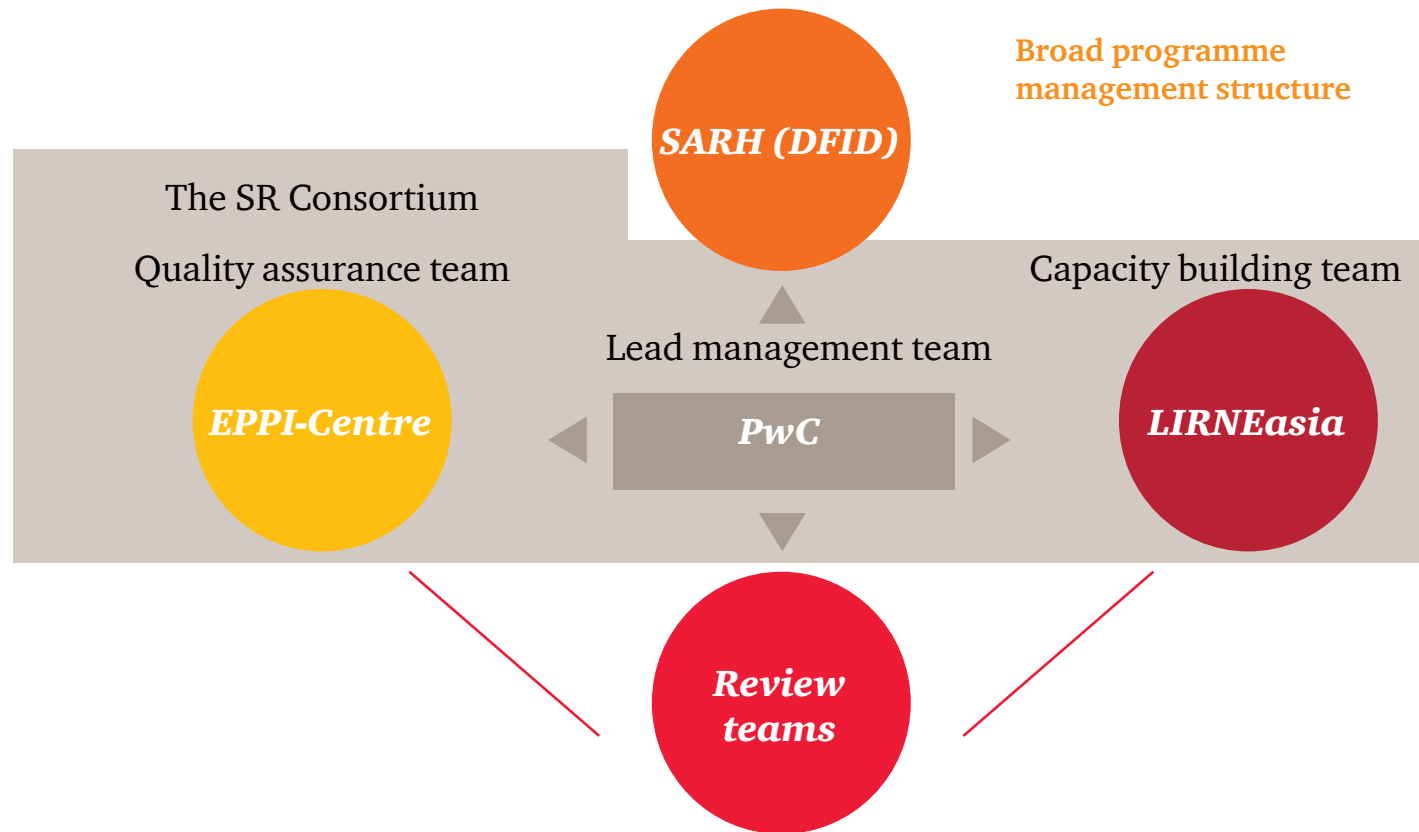 Broad programme
management structure
SARH (DFID)
The SR Consortium
Quality assurance team
Capacity building team
Lead management team
EPPI-Centre
PwC
LIRNEasia
Review
teams